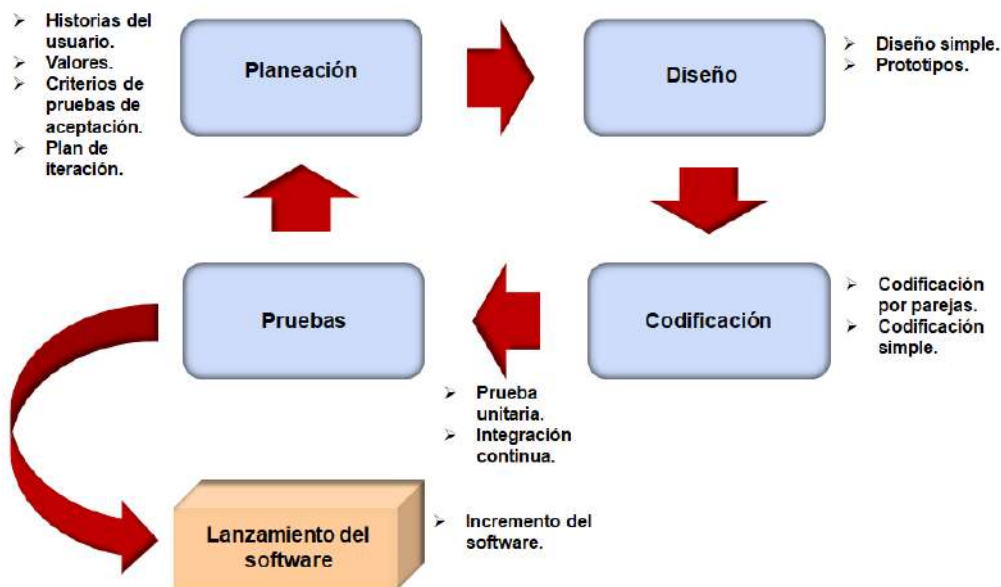 ➢ Historias del
usuario.
➢ Valores.
➢ Criterios de
pruebas de
aceptación.
➢ Plan de
iteración.
Planeación
Diseño
➢ Diseño simple.
➢ Prototipos.
Pruebas
Codificación
➢ Codificación
por parejas.
➢ Codificación
simple.
➢ Prueba
unitaria.
➢ Integración
continua.
Lanzamiento del
software
➢ Incremento del
software.